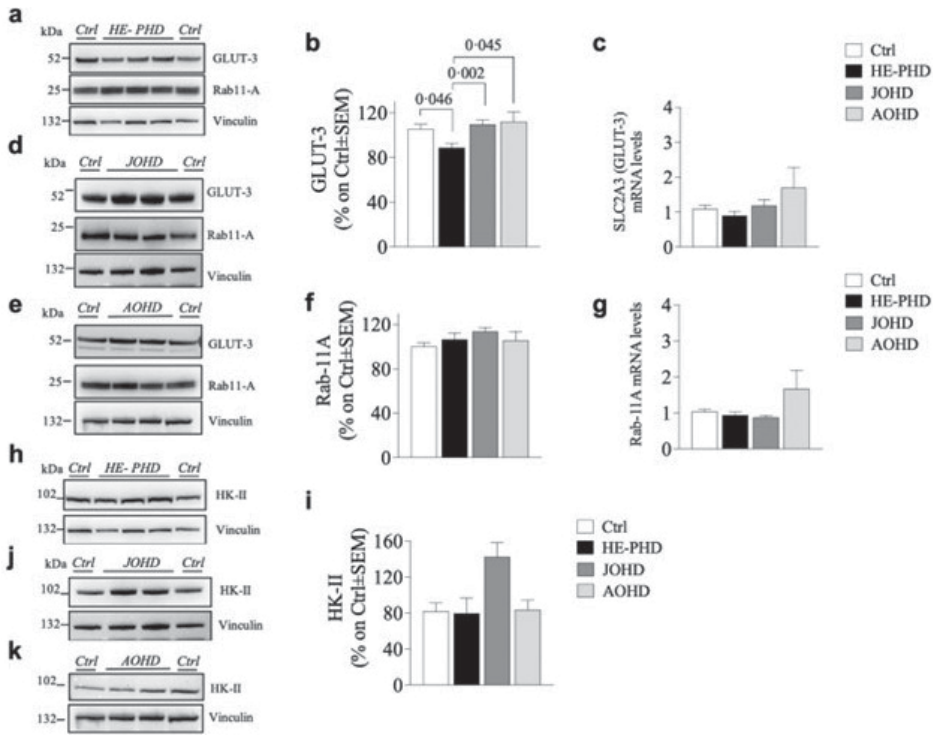 a
kDa Ctrl HE- PHD Ctrl
52 GLUT-3
25 Rab11-A
132 Vinculin
d
Ctrl JOHD Ctrl
52 GLUT-3
25 Rab11-A
132 Vinculin
e
Ctrl AOHD Ctrl
52 GLUT-3
25 Rab11-A
132 Vinculin
h
kDa Ctrl HE- PHD Ctrl
102 HK-II
132 Vinculin
j
kDa Ctrl JOHD Ctrl
102 HK-II
132 Vinculin
k
Ctrl AOHD Ctrl
102 HK-II
132 Vinculin
b
0·045
0·002
0·046
GLUT-3
(% on Ctrl±SEM)
120
80
40
0
c
SLC2A3 (GLUT-3)
mRNA levels
4
3
2
1
0
Ctrl
HE-PHD
JOHD
AOHD
f
Rab-11A
(% on Ctrl±SEM)
120
80
40
0
g
Rab-11A mRNA levels
4
3
2
1
0
Ctrl
HE-PHD
JOHD
AOHD
i
HK-II
(% on Ctrl±SEM)
160
120
80
40
0
Ctrl
HE-PHD
JOHD
AOHD